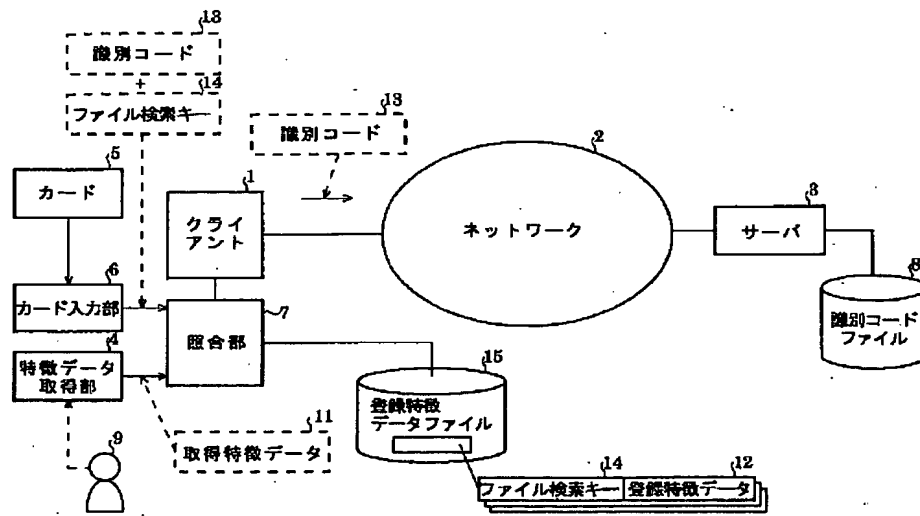 13
識別コード
+
14
ファイル検索キー
13
識別コード
5
カード
1
クライ
アント
2
ネットワーク
3
サーバ
6
カード入力部
7
照合部
8
識別コード
ファイル
4
特徴データ
取得部
15
登録特徴
データファイル
11
取得特徴データ
9
14
ファイル検索キー
12
登録特徴データ